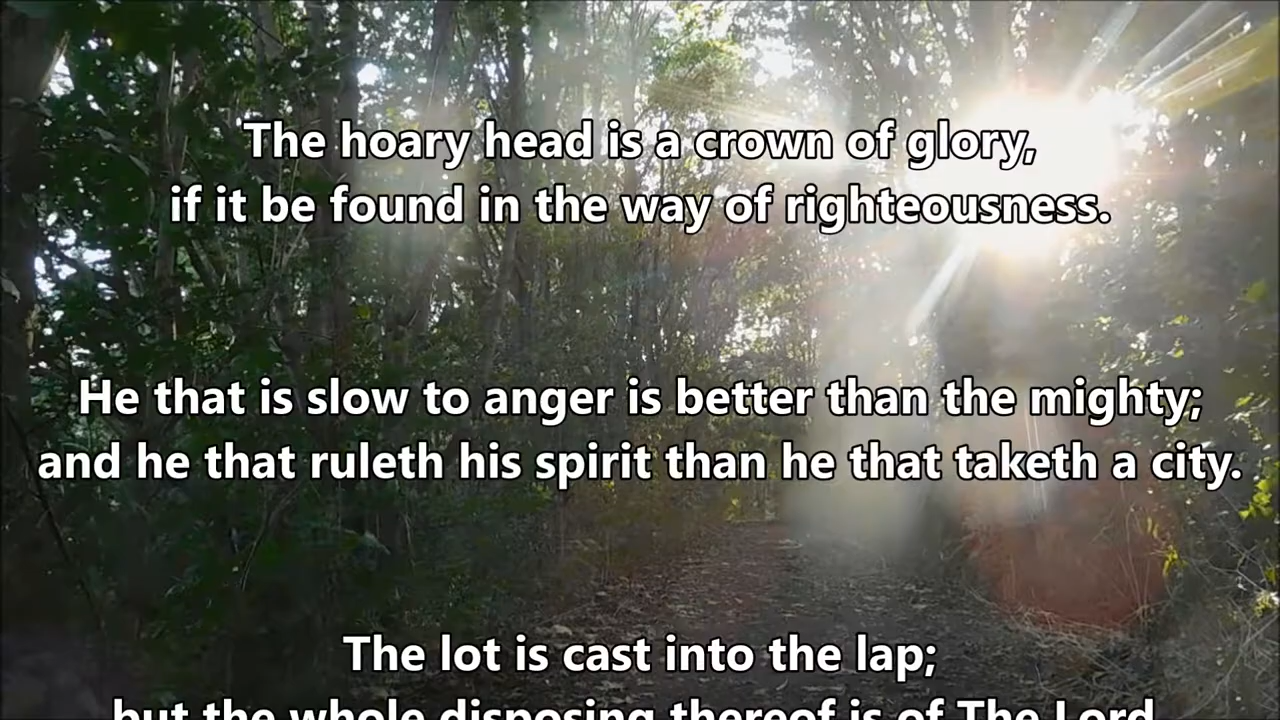 The hoary head is a crown of glory,
if it be found in the way of righteousness.
He that is slow to anger is better than the mighty;
and he that ruleth his spirit than he that taketh a city.
The lot is cast into the lap;
but the whole disposing thereof is of The Lord